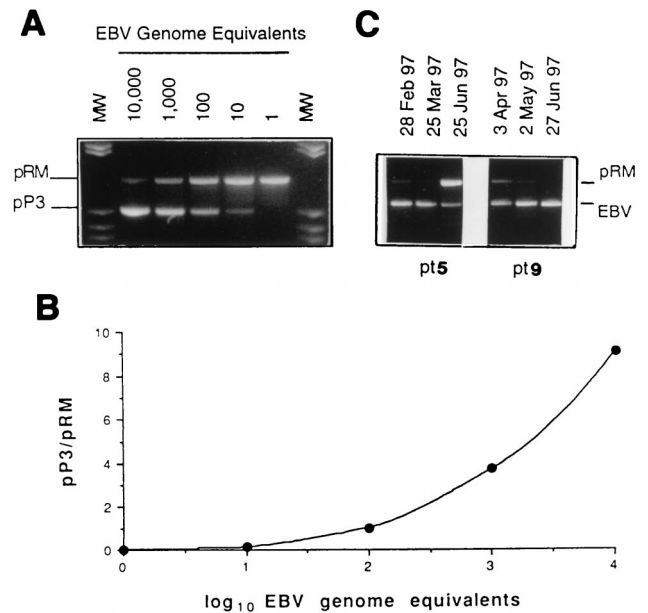 A
EBV Genome Equivalents
MW
10,000
1,000
100
10
1
MW
pRM
pP3
C
28 Feb 97
25 Mar 97
25 Jun 97
3 Apr 97
2 May 97
27 Jun 97
pRM
EBV
pt5
pt9
B
pP3/pRM
10
8
6
4
2
0
0
1
2
3
4
log10 EBV genome equivalents